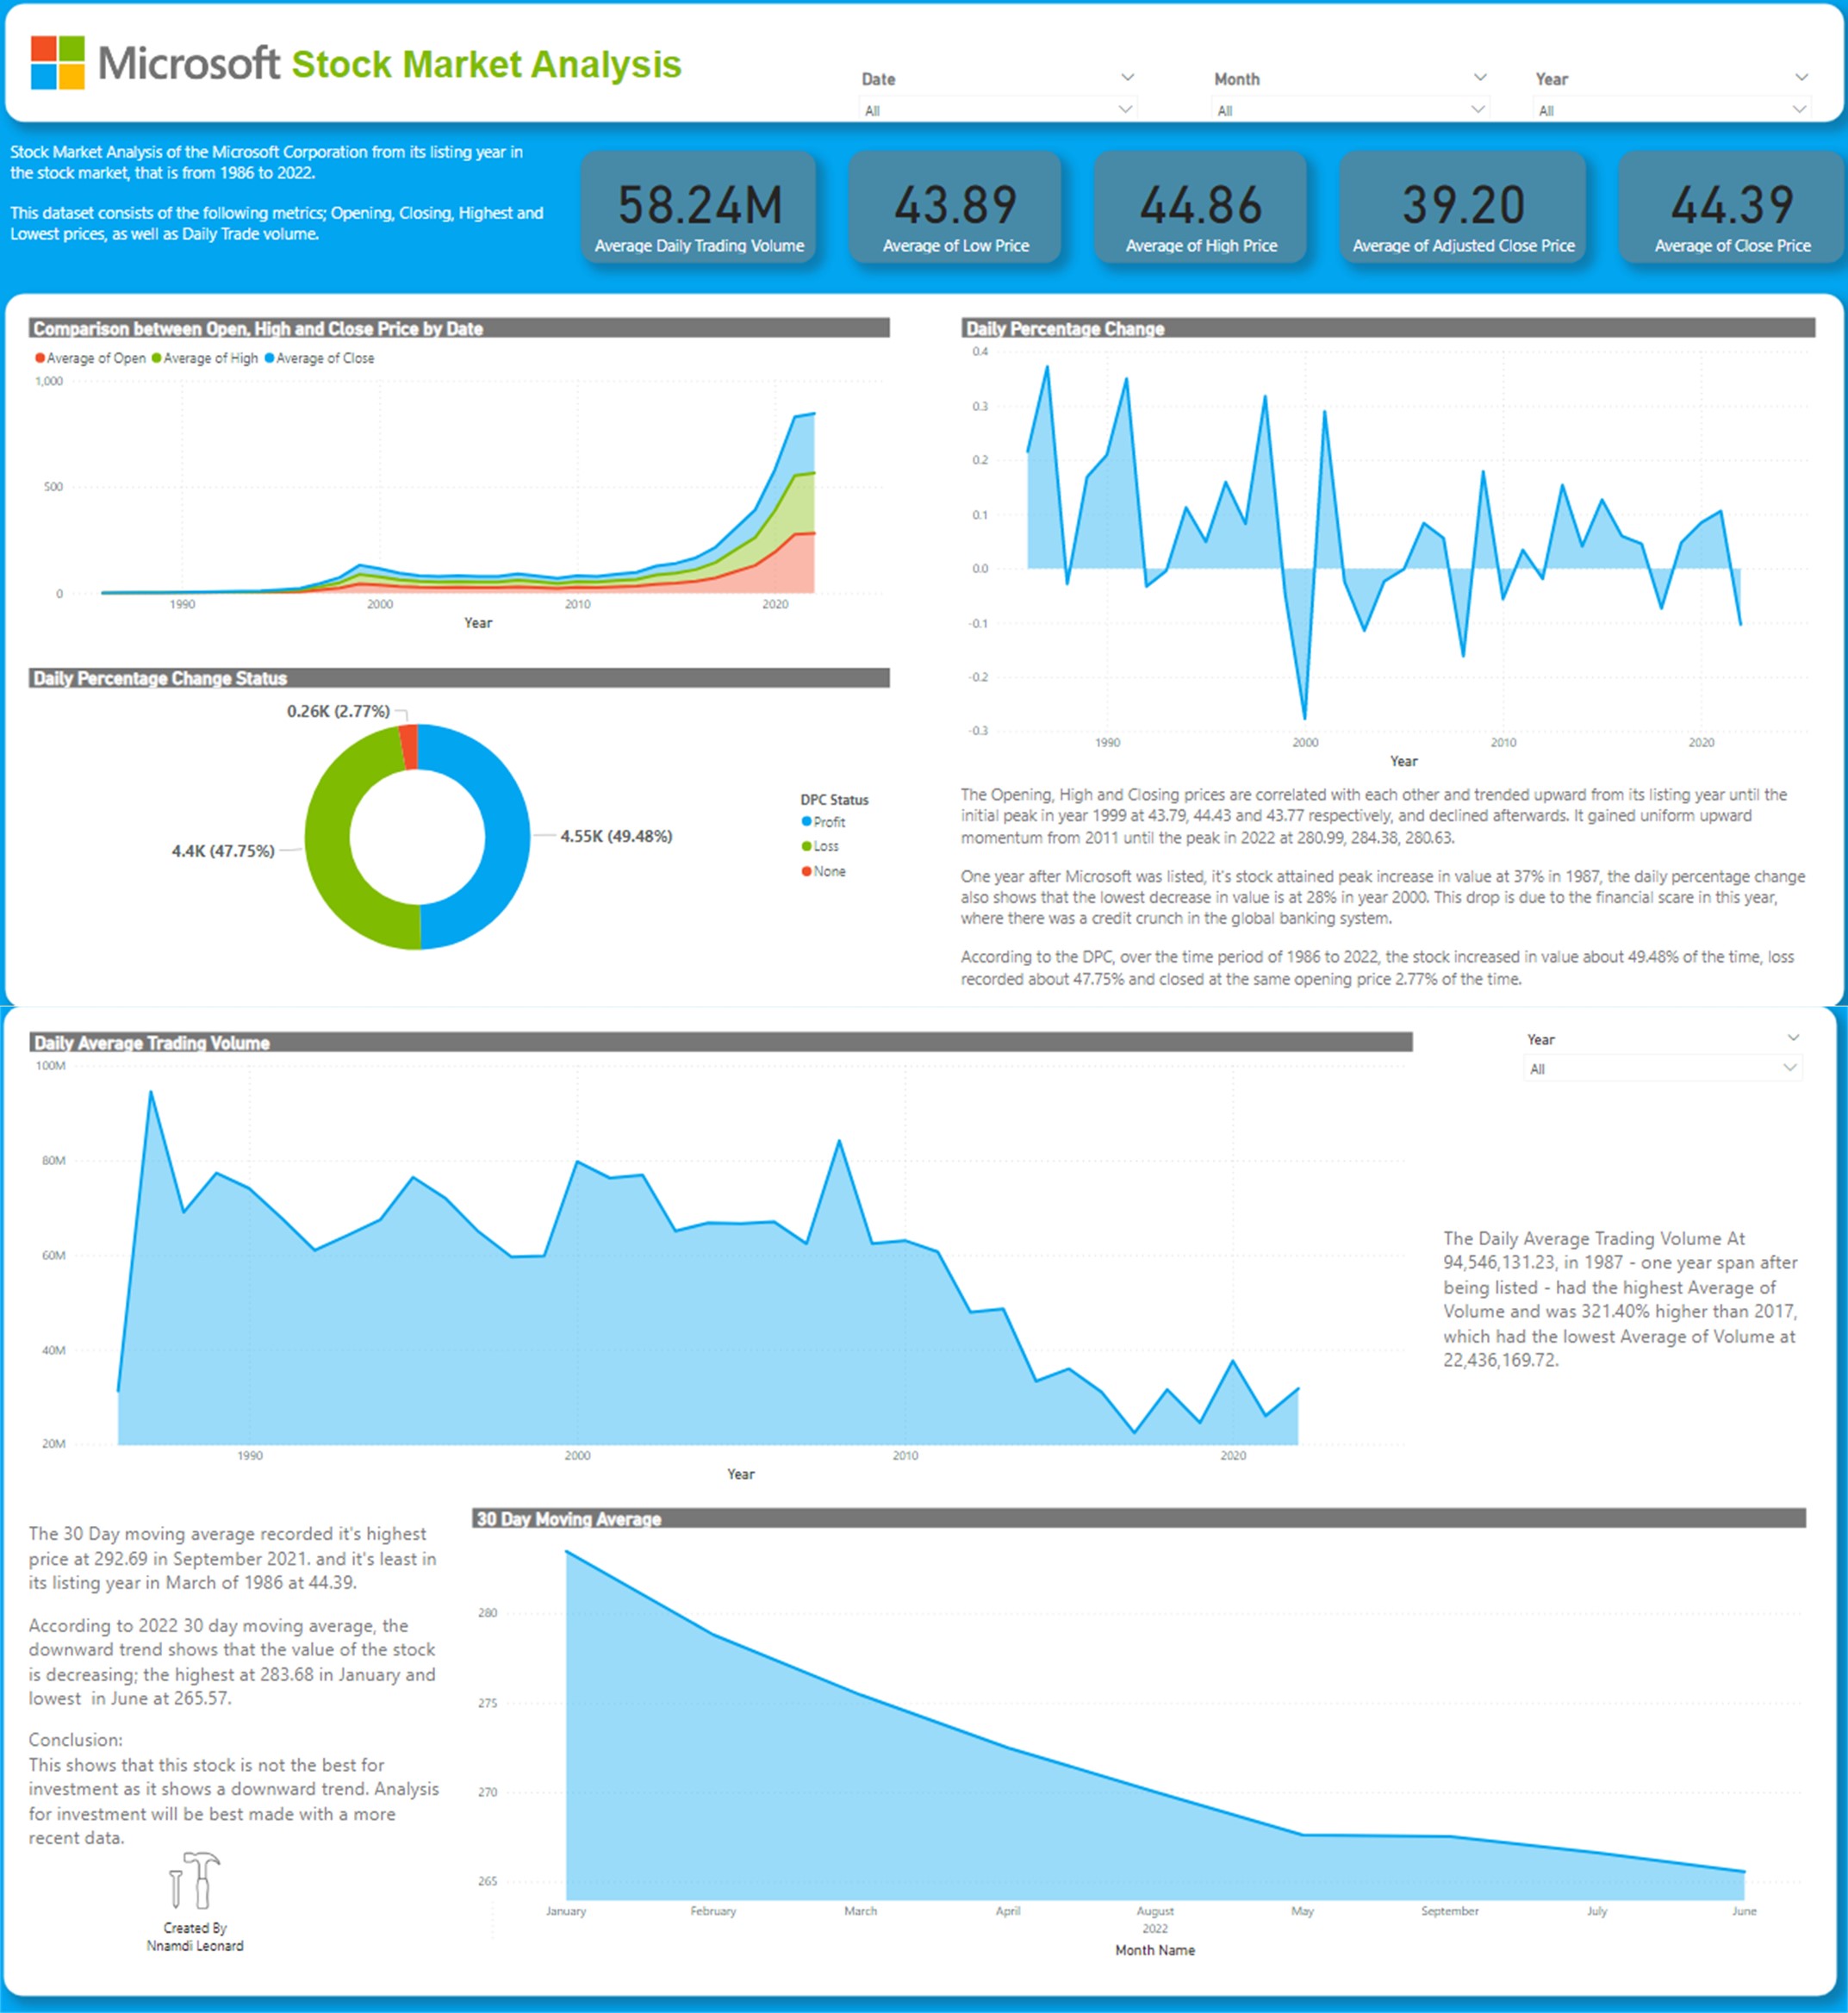 Microsoft Stock Market Analysis
Date
All
Month
All
Year
All
Stock Market Analysis of the Microsoft Corporation from its listing year in
the stock market, that is from 1986 to 2022.
This dataset consists of the following metrics; Opening, Closing, Highest and
Lowest prices, as well as Daily Trade volume.
58.24M
Average Daily Trading Volume
43.89
Average of Low Price
44.86
Average of High Price
39.20
Average of Adjusted Close Price
44.39
Average of Close Price
Comparison between Open, High and Close Price by Date
Average of Open Average of High Average of Close
1,000
500
0
1990 2000 2010 2020
Year
Daily Percentage Change Status
0.26K (2.77%)
4.4K (47.75%)
4.55K (49.48%)
DPC Status
Profit
Loss
None
Daily Percentage Change
0.4
0.3
0.2
0.1
0.0
-0.1
-0.2
-0.3
1990 2000 2010 2020
Year
The Opening, High and Closing prices are correlated with each other and trended upward from its listing year until the
initial peak in year 1999 at 43.79, 44.43 and 43.77 respectively, and declined afterwards. It gained uniform upward
momentum from 2011 until the peak in 2022 at 280.99, 284.38, 280.63.
One year after Microsoft was listed, it's stock attained peak increase in value at 37% in 1987, the daily percentage change
also shows that the lowest decrease in value is at 28% in year 2000. This drop is due to the financial scare in this year,
where there was a credit crunch in the global banking system.
According to the DPC, over the time period of 1986 to 2022, the stock increased in value about 49.48% of the time, loss
recorded about 47.75% and closed at the same opening price 2.77% of the time.
Daily Average Trading Volume
100M
80M
60M
40M
20M
1990 2000 2010 2020
Year
Year
All
The Daily Average Trading Volume At
94,546,131.23, in 1987 - one year span after
being listed - had the highest Average of
Volume and was 321.40% higher than 2017,
which had the lowest Average of Volume at
22,436,169.72.
The 30 Day moving average recorded it's highest
price at 292.69 in September 2021. and it's least in
its listing year in March of 1986 at 44.39.
According to 2022 30 day moving average, the
downward trend shows that the value of the stock
is decreasing; the highest at 283.68 in January and
lowest in June at 265.57.
Conclusion:
This shows that this stock is not the best for
investment as it shows a downward trend. Analysis
for investment will be best made with a more
recent data.
Created By
Nnamdi Leonard
30 Day Moving Average
280
275
270
265
January February March April August May September July June
2022
Month Name